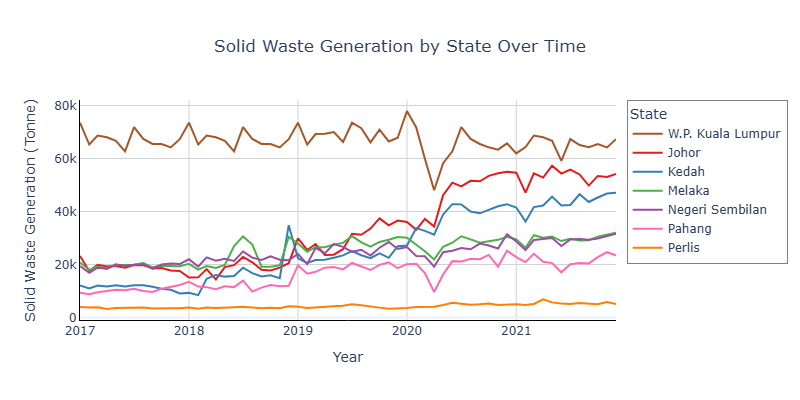 Solid Waste Generation by State Over Time
Solid Waste Generation (Tonne)
80k
60k
40k
20k
0
2017
2018
2019
2020
2021
Year
State
W.P. Kuala Lumpur
Johor
Kedah
Melaka
Negeri Sembilan
Pahang
Perlis